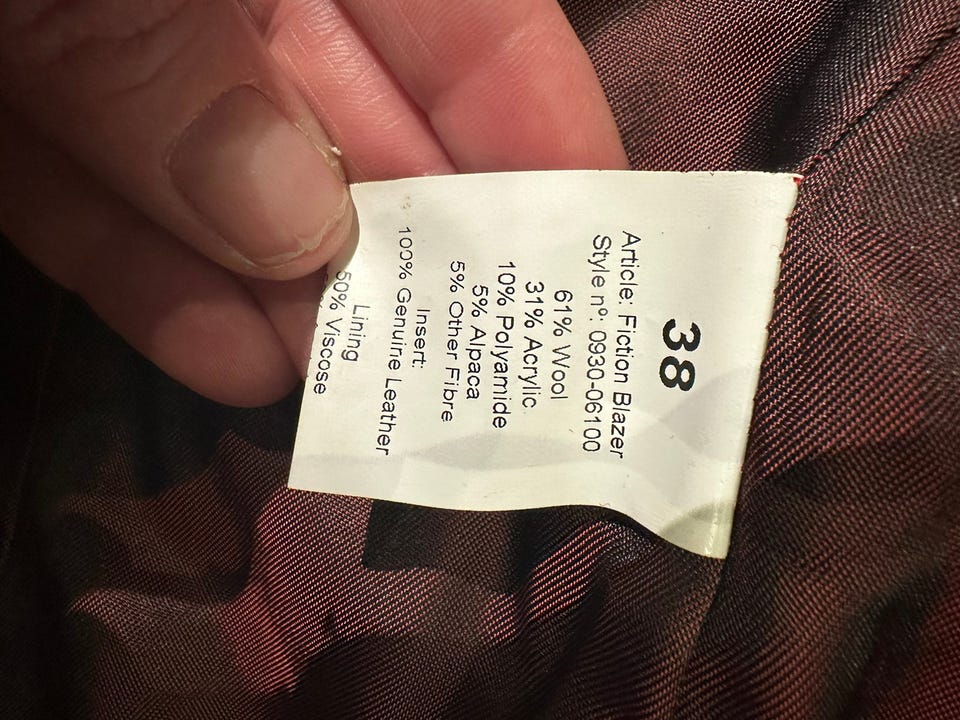 38
Article: Fiction Blazer
Style nº: 0930-06100
61% Wool
31% Acrylic
10% Polyamide
5% Alpaca
5% Other Fibre
Insert:
100% Genuine Leather
Lining
50% Viscose